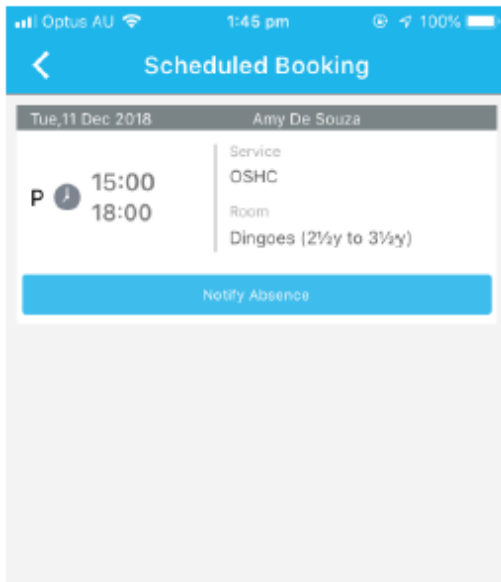 Optus AU 1:45 pm 100%
Scheduled Booking
Tue,11 Dec 2018 Amy De Souza
P 15:00
18:00
Service
OSHC
Room
Dingoes (2½y to 3½y)
Notify Absence